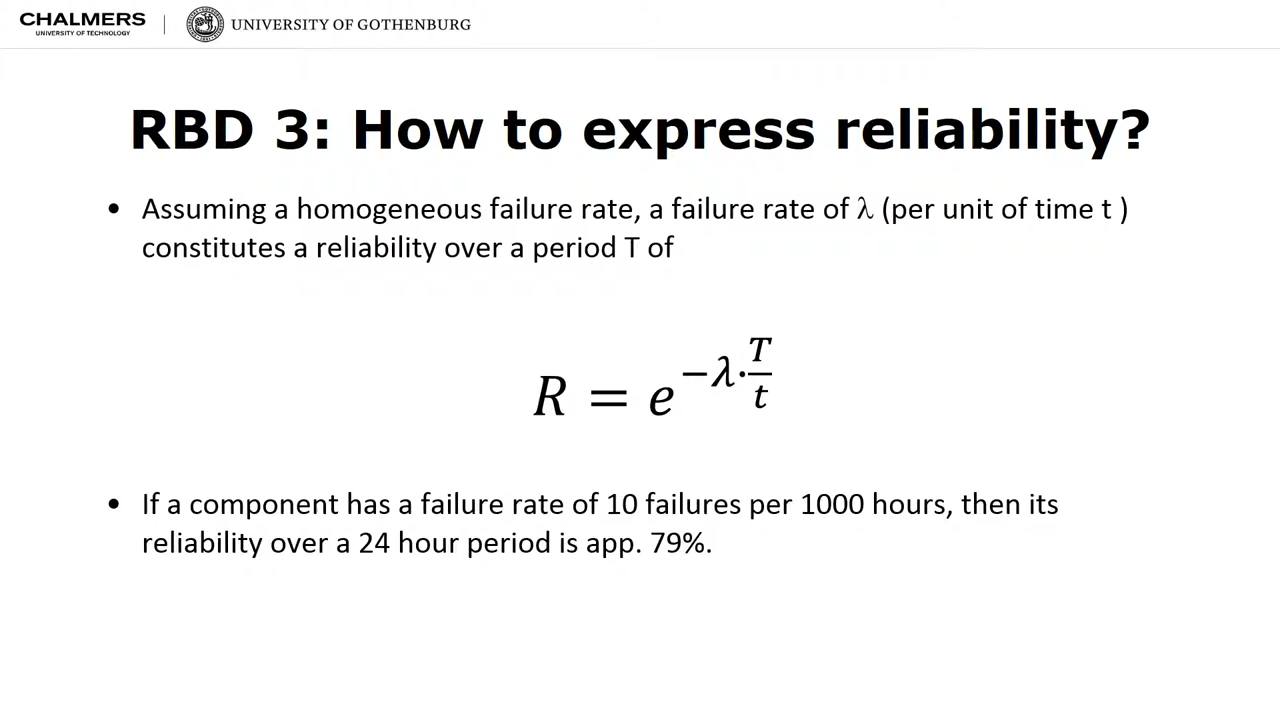 CHALMERS
UNIVERSITY OF TECHNOLOGY
UNIVERSITY OF GOTHENBURG
RBD 3: How to express reliability?
• Assuming a homogeneous failure rate, a failure rate of λ (per unit of time t )
constitutes a reliability over a period T of
R = e^{-λ·\frac{T}{t}}
• If a component has a failure rate of 10 failures per 1000 hours, then its
reliability over a 24 hour period is app. 79%.